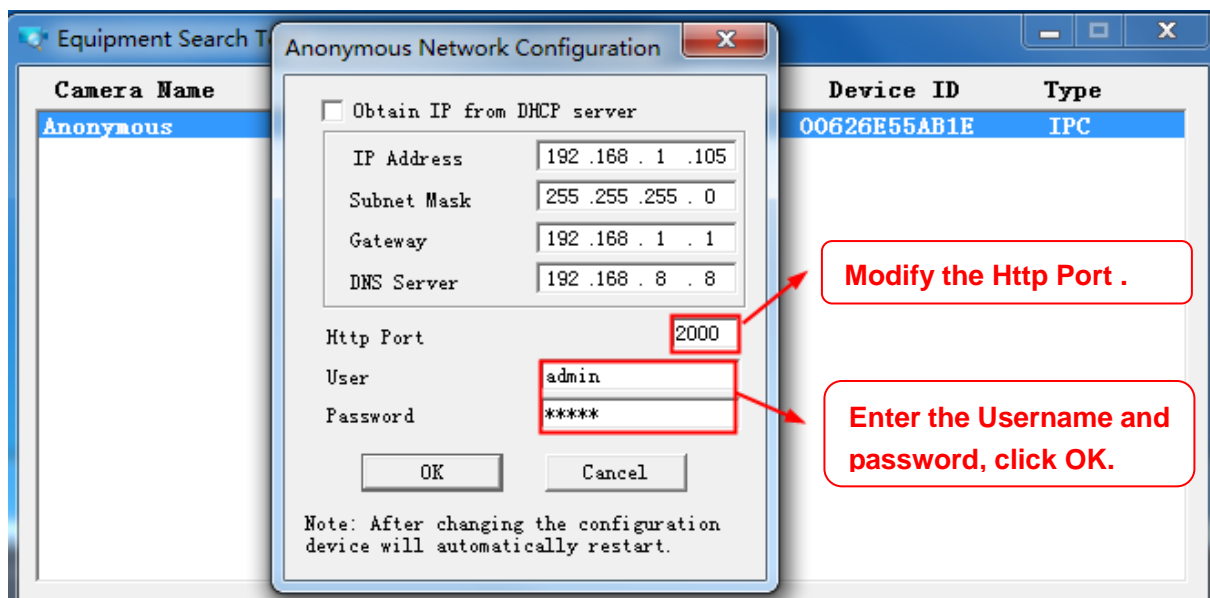 Equipment Search T
Anonymous Network Configuration
Camera Name
Device ID
Type
Anonymous
00626E55AB1E
IPC
Obtain IP from DHCP server
IP Address
192 .168 . 1 .105
Subnet Mask
255 .255 .255 . 0
Gateway
192 .168 . 1 . 1
DNS Server
192 .168 . 8 . 8
Http Port
2000
User
admin
Password
*****
OK
Cancel
Note: After changing the configuration
device will automatically restart.
Modify the Http Port .
Enter the Username and
password, click OK.